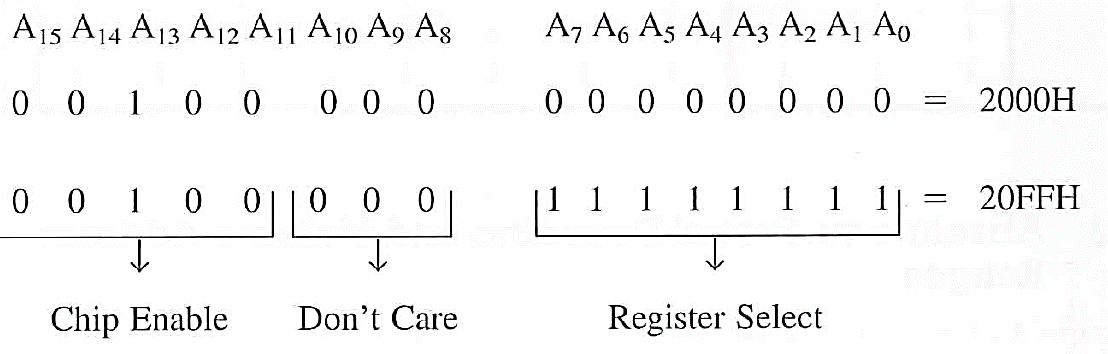 A15 A14 A13 A12 A11 A10 A9 A8 A7 A6 A5 A4 A3 A2 A1 A0
0 0 1 0 0 0 0 0 0 0 0 0 0 0 0 0 = 2000H
0 0 1 0 0 0 0 0 1 1 1 1 1 1 1 1 = 20FFH
Chip Enable Don't Care Register Select